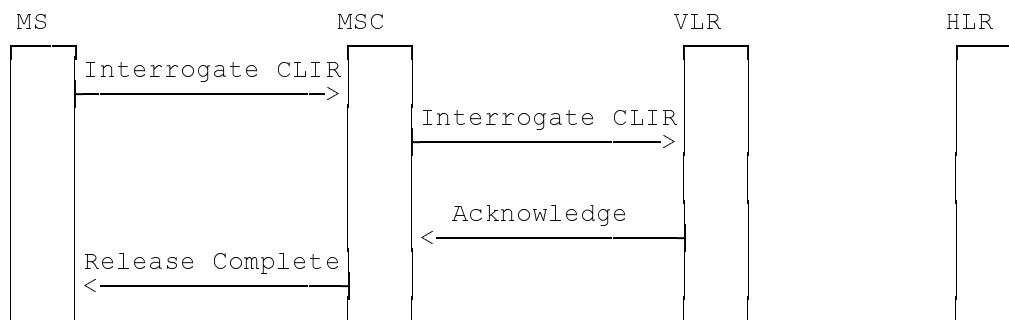 MS MSC VLR HLR
Interrogate CLIR
Interrogate CLIR
Acknowledge
Release Complete